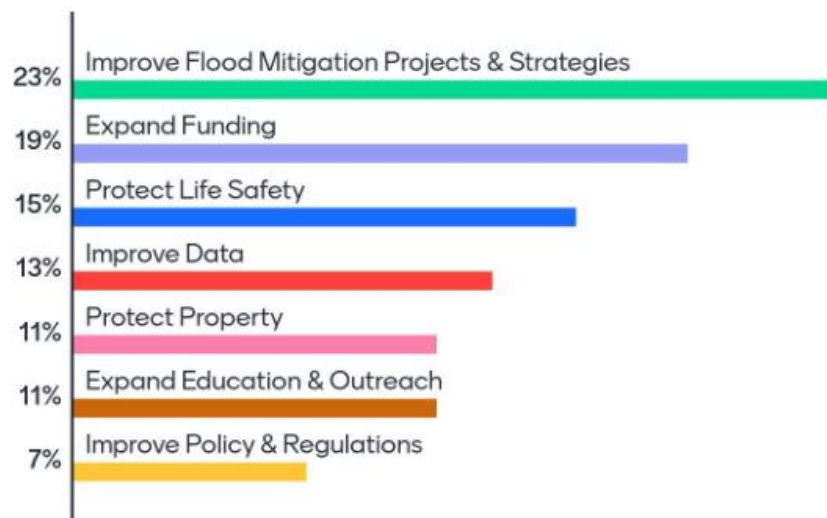 Improve Flood Mitigation Projects & Strategies
23%
Expand Funding
19%
Protect Life Safety
15%
Improve Data
13%
Protect Property
11%
Expand Education & Outreach
11%
Improve Policy & Regulations
7%